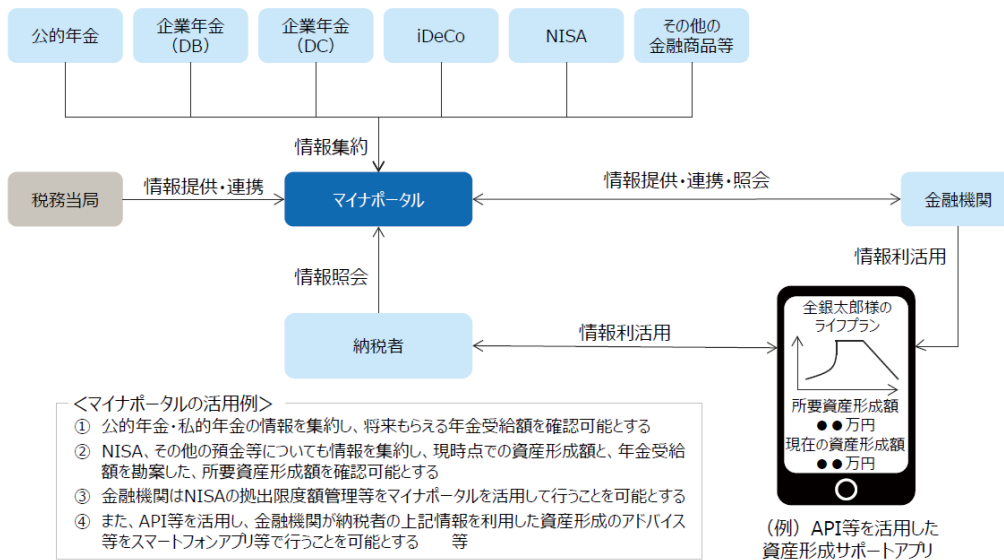 公的年金
企業年金
（DB）
企業年金
（DC）
iDeCo
NISA
その他の
金融商品等
情報集約
税務当局
情報提供・連携
マイナポータル
情報提供・連携・照会
金融機関
情報照会
情報利活用
納税者
情報利活用
全銀太郎様の
ライフプラン
所要資産形成額
●●万円
現在の資産形成額
●●万円
＜マイナポータルの活用例＞
① 公的年金・私的年金の情報を集約し、将来もらえる年金受給額を確認可能とする
② NISA、その他の預金等についても情報を集約し、現時点での資産形成額と、年金受給
額を勘案した、所要資産形成額を確認可能とする
③ 金融機関はNISAの拠出限度額管理等をマイナポータルを活用して行うことを可能とする
④ また、API等を活用し、金融機関が納税者の上記情報を利用した資産形成のアドバイス
等をスマートフォンアプリ等で行うことを可能とする　　等
（例）API等を活用した
資産形成サポートアプリ